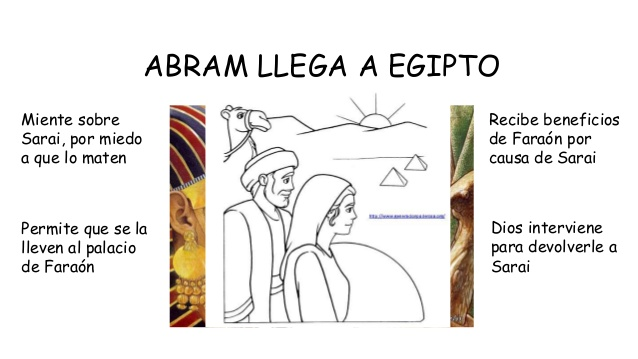 ABRAM LLEGA A EGIPTO
Miente sobre
Sarai, por miedo
a que lo maten
Permite que se la
lleven al palacio
de Faraón
Recibe beneficios
de Faraón por
causa de Sarai
Dios interviene
para devolverle a
Sarai